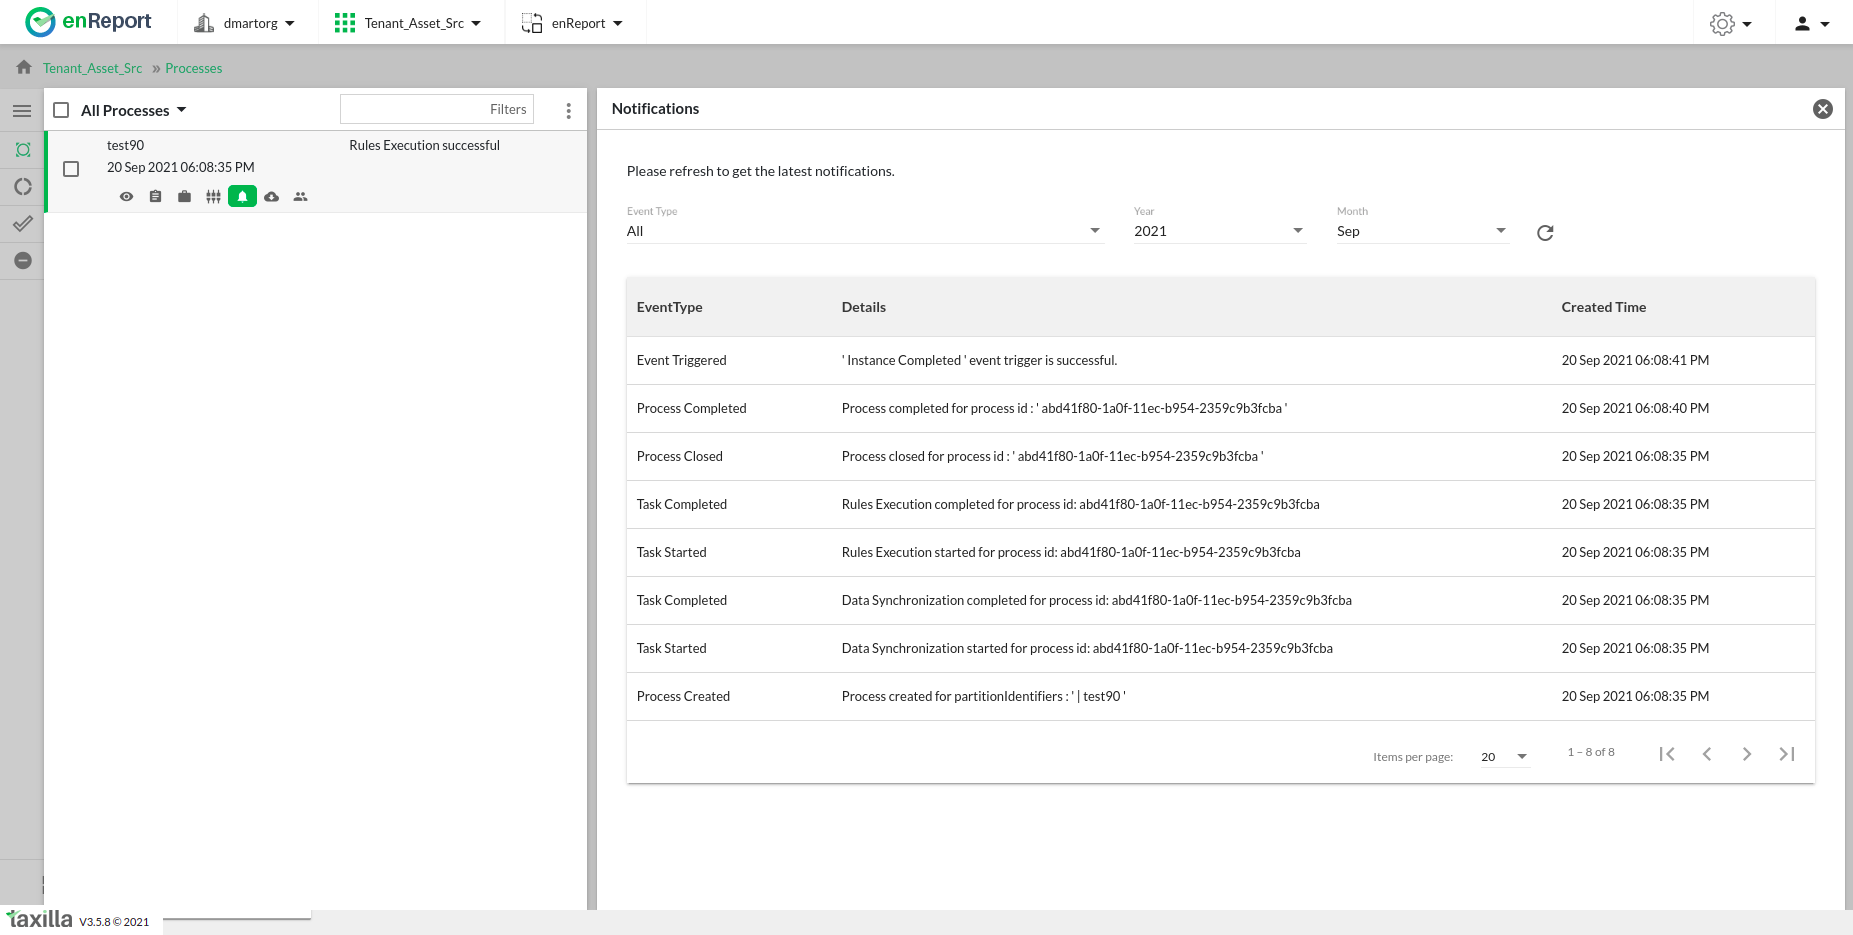 enReport
dmartorg
Tenant_Asset_Src
enReport
Tenant_Asset_Src » Processes
All Processes
Filters
test90
Rules Execution successful
20 Sep 2021 06:08:35 PM
Notifications
Please refresh to get the latest notifications.
Event Type
Year
Month
All
2021
Sep
EventType Details Created Time
Event Triggered ' Instance Completed ' event trigger is successful. 20 Sep 2021 06:08:41 PM
Process Completed Process completed for process id : ' abd41f80-1a0f-11ec-b954-2359c9b3fcba ' 20 Sep 2021 06:08:40 PM
Process Closed Process closed for process id : ' abd41f80-1a0f-11ec-b954-2359c9b3fcba ' 20 Sep 2021 06:08:35 PM
Task Completed Rules Execution completed for process id: abd41f80-1a0f-11ec-b954-2359c9b3fcba 20 Sep 2021 06:08:35 PM
Task Started Rules Execution started for process id: abd41f80-1a0f-11ec-b954-2359c9b3fcba 20 Sep 2021 06:08:35 PM
Task Completed Data Synchronization completed for process id: abd41f80-1a0f-11ec-b954-2359c9b3fcba 20 Sep 2021 06:08:35 PM
Task Started Data Synchronization started for process id: abd41f80-1a0f-11ec-b954-2359c9b3fcba 20 Sep 2021 06:08:35 PM
Process Created Process created for partitionIdentifiers : ' | test90 ' 20 Sep 2021 06:08:35 PM
Items per page: 20 1 – 8 of 8
taxilla V3.5.8 © 2021